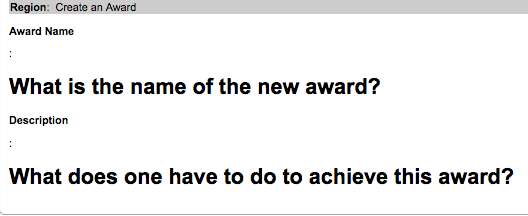 Region: Create an Award
Award Name
:
What is the name of the new award?
Description
:
What does one have to do to achieve this award?